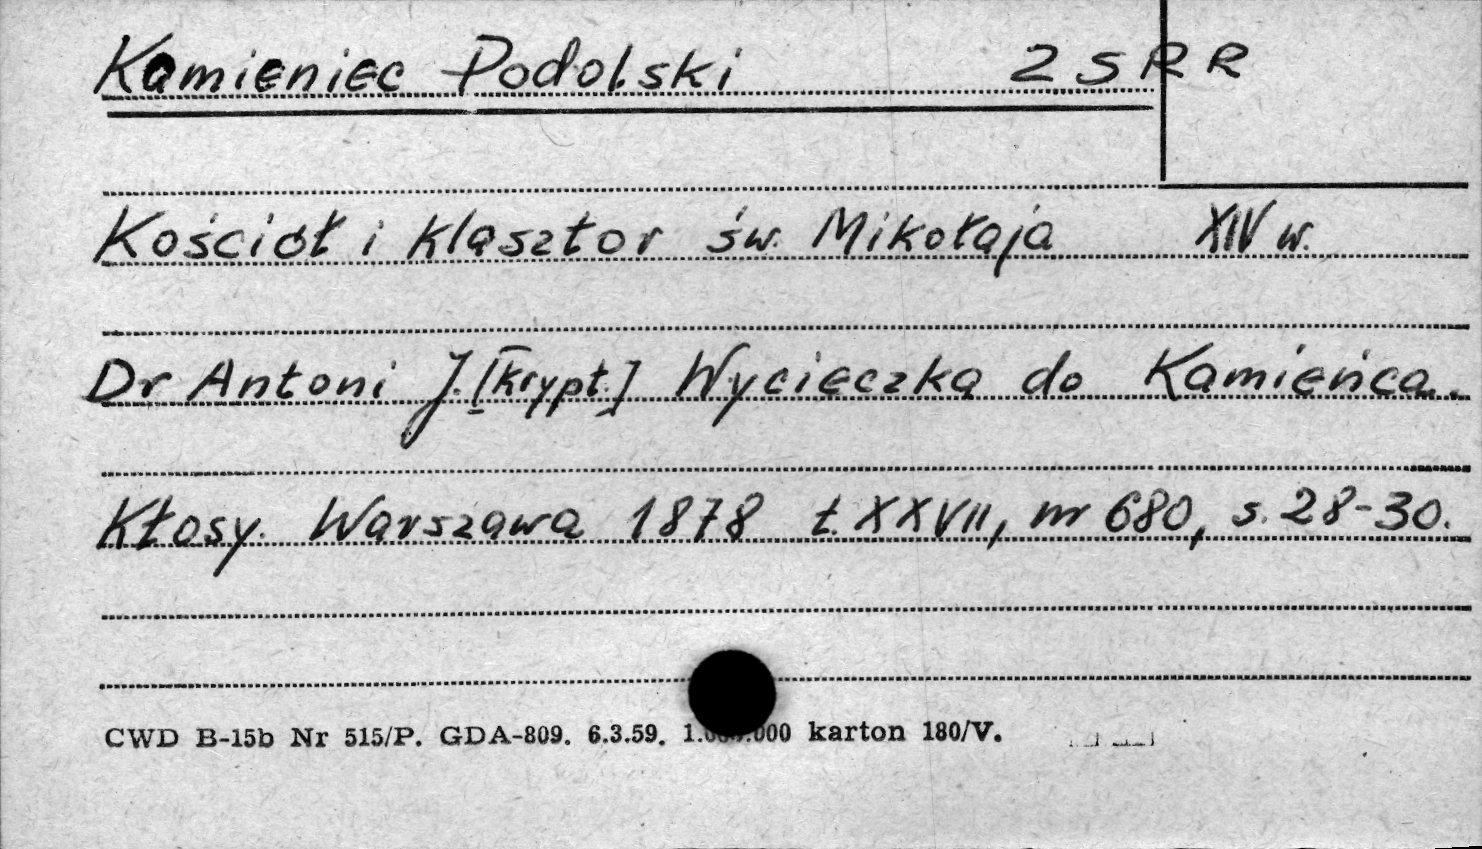 Kamieniec Podolski ZSRR
Kościół i klasztor św. Mikołaja XIV w.
Dr Antoni J. [krypt.] Wycieczka do Kamieńca.
Kłosy. Warszawa 1878 t. XXVII, nr 680, s. 28-30.
CWD B-15b Nr 515/P. GDA-809. 6.3.59. karton 180/V.